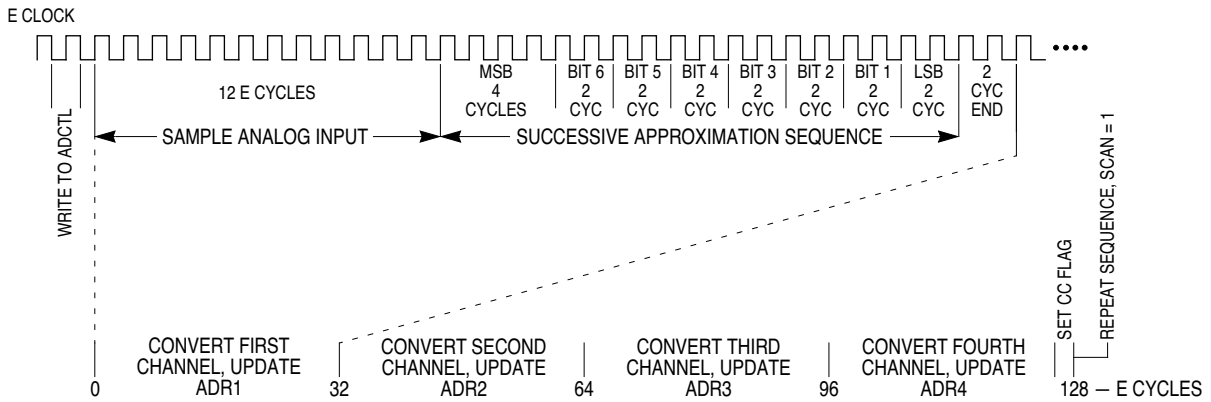 E CLOCK
12 E CYCLES
MSB
4
CYCLES
BIT 6
2
CYC
BIT 5
2
CYC
BIT 4
2
CYC
BIT 3
2
CYC
BIT 2
2
CYC
BIT 1
2
CYC
LSB
2
CYC
2
CYC
END
WRITE TO ADCTL
SAMPLE ANALOG INPUT
SUCCESSIVE APPROXIMATION SEQUENCE
SET CC FLAG
REPEAT SEQUENCE, SCAN = 1
CONVERT FIRST
CHANNEL, UPDATE
ADR1
CONVERT SECOND
CHANNEL, UPDATE
ADR2
CONVERT THIRD
CHANNEL, UPDATE
ADR3
CONVERT FOURTH
CHANNEL, UPDATE
ADR4
0
32
64
96
128 — E CYCLES